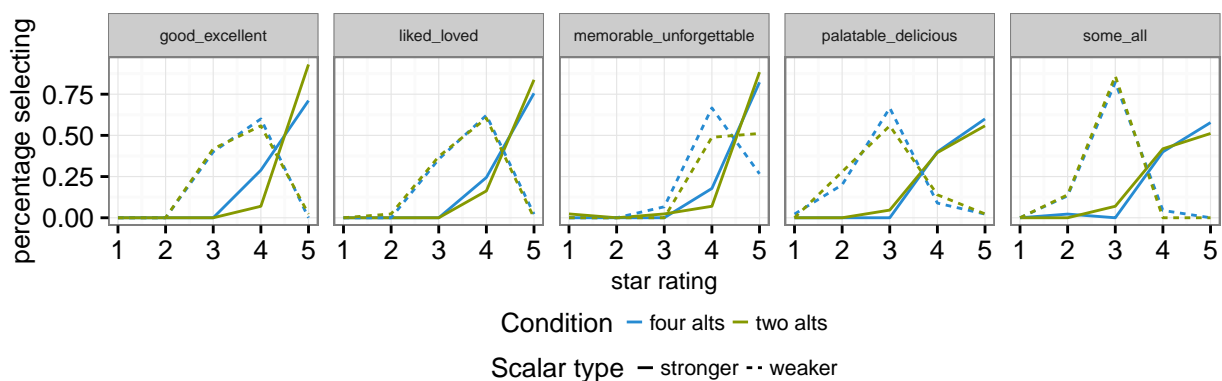 good_excellent liked_loved memorable_unforgettable palatable_delicious some_all
percentage selecting
0.75
0.50
0.25
0.00
1 2 3 4 5 1 2 3 4 5 1 2 3 4 5 1 2 3 4 5 1 2 3 4 5
star rating
Condition four alts two alts
Scalar type stronger weaker